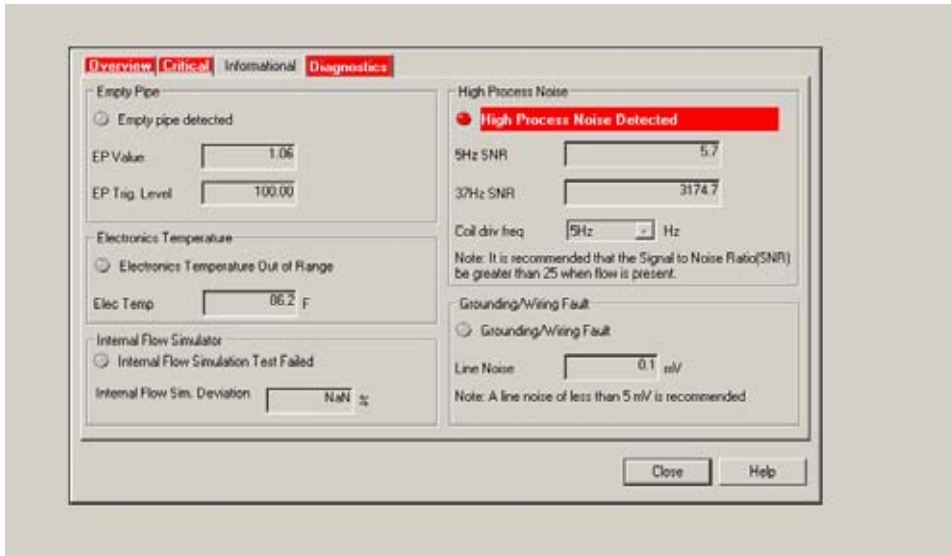 Overview Critical Informational Diagnostics
Empty Pipe
Empty pipe detected
EP Value 1.06
EP Trig. Level 100.00
Electronics Temperature
Electronics Temperature Out of Range
Elec Temp 86.2 F
Internal Flow Simulator
Internal Flow Simulation Test Failed
Internal Flow Sim. Deviation NaN %
High Process Noise
High Process Noise Detected
5Hz SNR 5.7
37Hz SNR 3174.7
Coil driv freq 5Hz Hz
Note: It is recommended that the Signal to Noise Ratio(SNR)
be greater than 25 when flow is present.
Grounding/Wiring Fault
Grounding/Wiring Fault
Line Noise 0.1 mV
Note: A line noise of less than 5 mV is recommended
Close Help